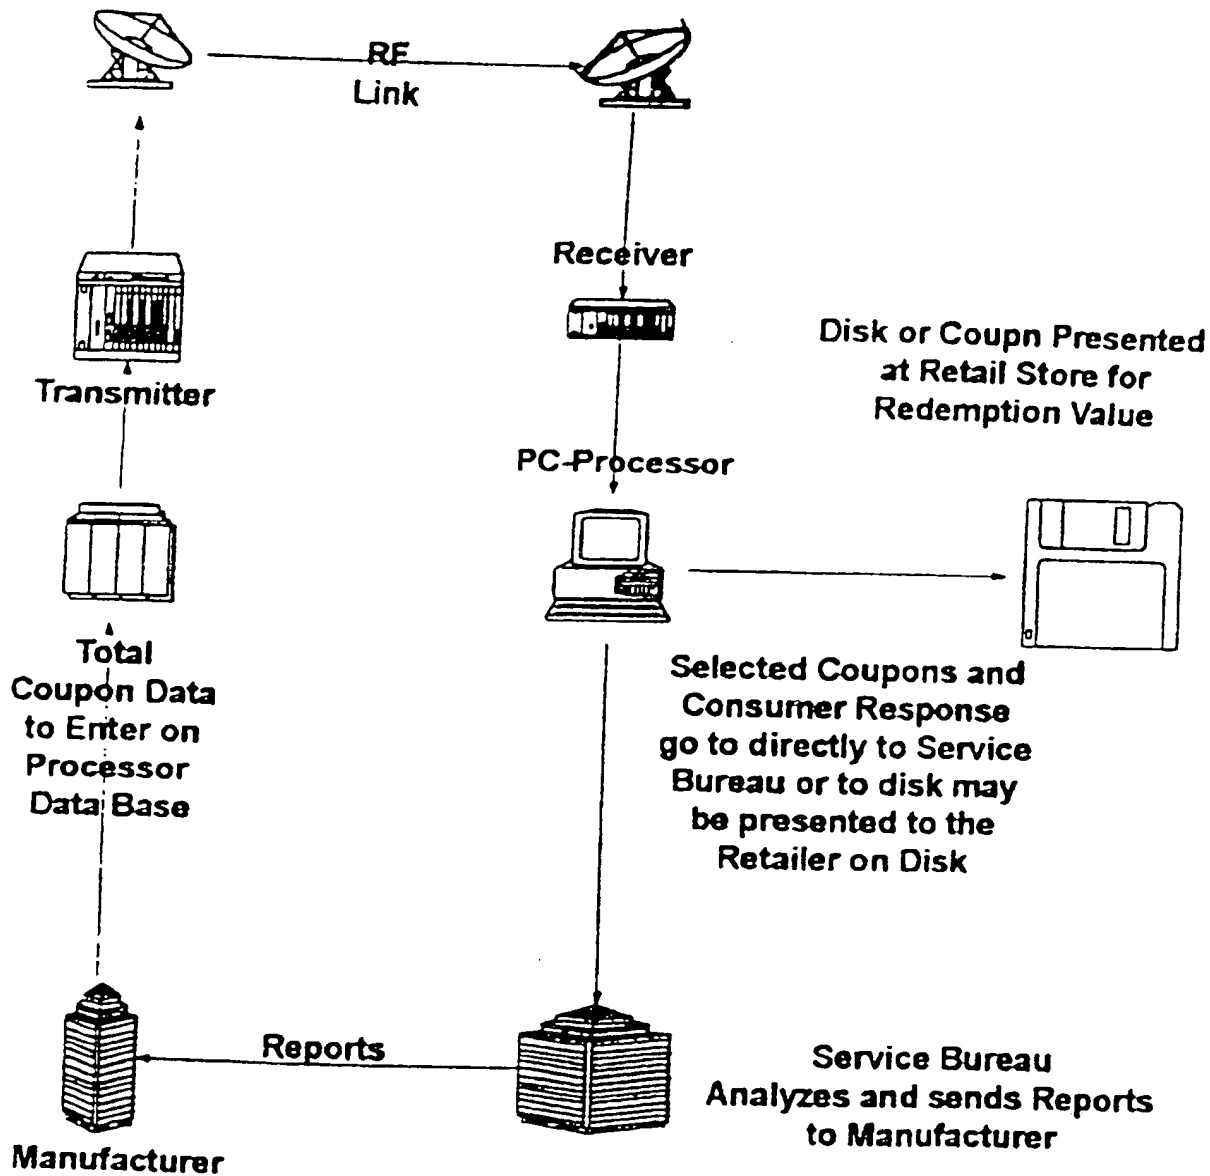 RF
Link
Receiver
Transmitter
Disk or Coupn Presented
at Retail Store for
Redemption Value
PC-Processor
Total
Coupon Data
to Enter on
Processor
Data Base
Selected Coupons and
Consumer Response
go to directly to Service
Bureau or to disk may
be presented to the
Retailer on Disk
Reports
Service Bureau
Analyzes and sends Reports
to Manufacturer
Manufacturer